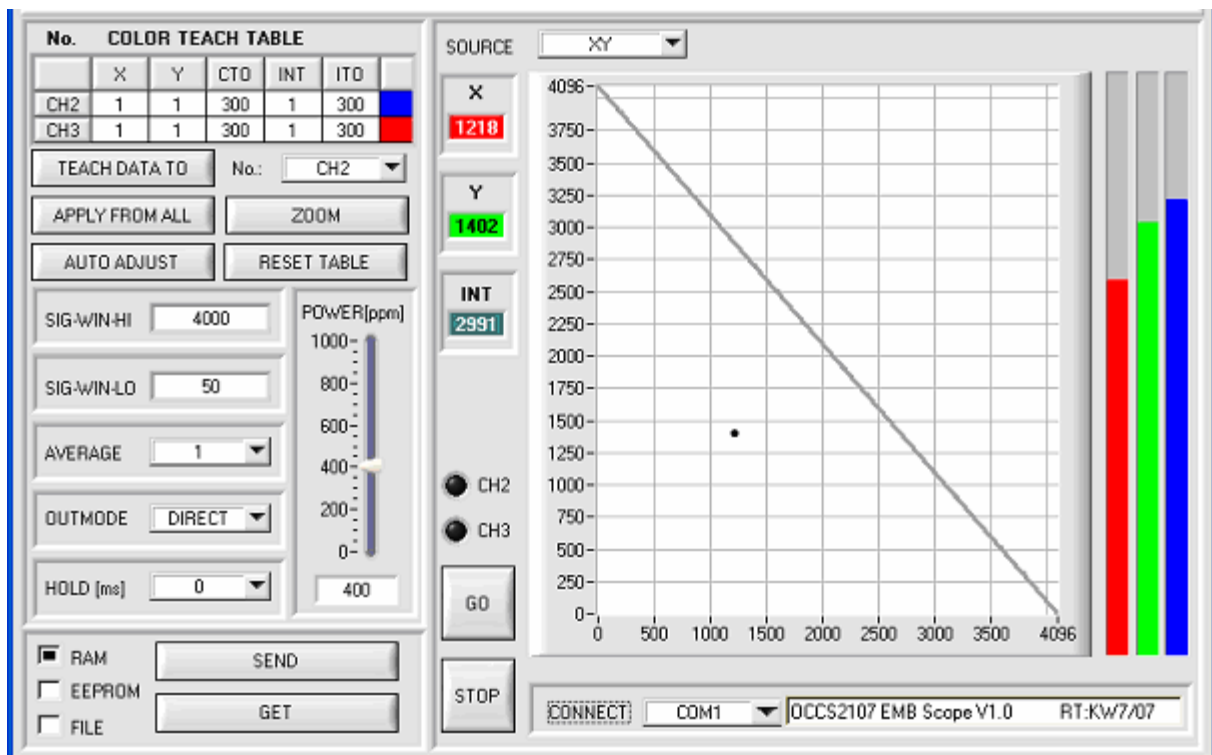 No. COLOR TEACH TABLE
X Y CTO INT ITO
CH2 1 1 300 1 300
CH3 1 1 300 1 300
TEACH DATA TO No.: CH2
APPLY FROM ALL ZOOM
AUTO ADJUST RESET TABLE
SIG-WIN-HI 4000
SIG-WIN-LO 50
AVERAGE 1
OUTMODE DIRECT
HOLD [ms] 0
POWER[ppm]
1000
800
600
400
200
0
400
RAM
EEPROM
FILE
SEND
GET
SOURCE XY
X
1218
Y
1402
INT
2991
CH2
CH3
GO
STOP
4096
3750
3500
3250
3000
2750
2500
2250
2000
1750
1500
1250
1000
750
500
250
0
0 500 1000 1500 2000 2500 3000 3500 4096
CONNECT COM1 OCCS2107 EMB Scope V1.0 RT:KW7/07